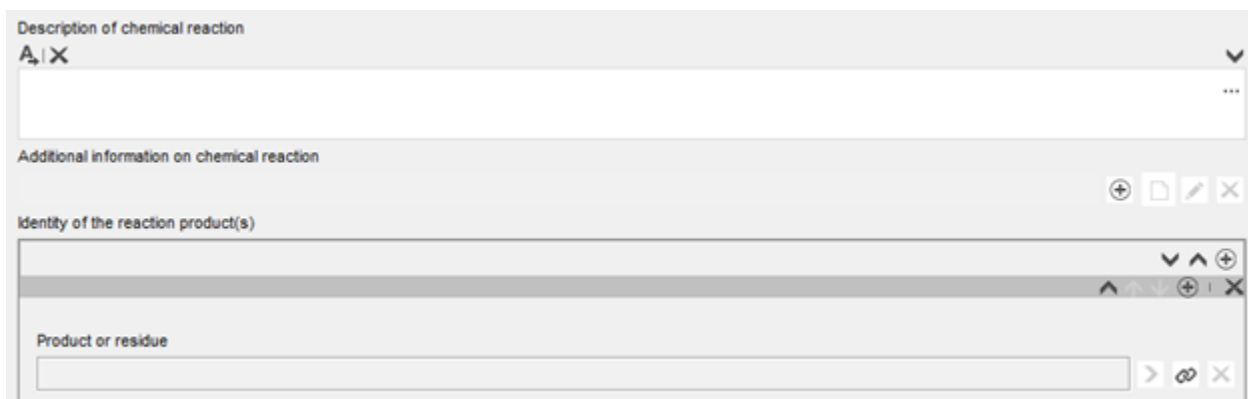 Description of chemical reaction
Additional information on chemical reaction
Identity of the reaction product(s)
Product or residue